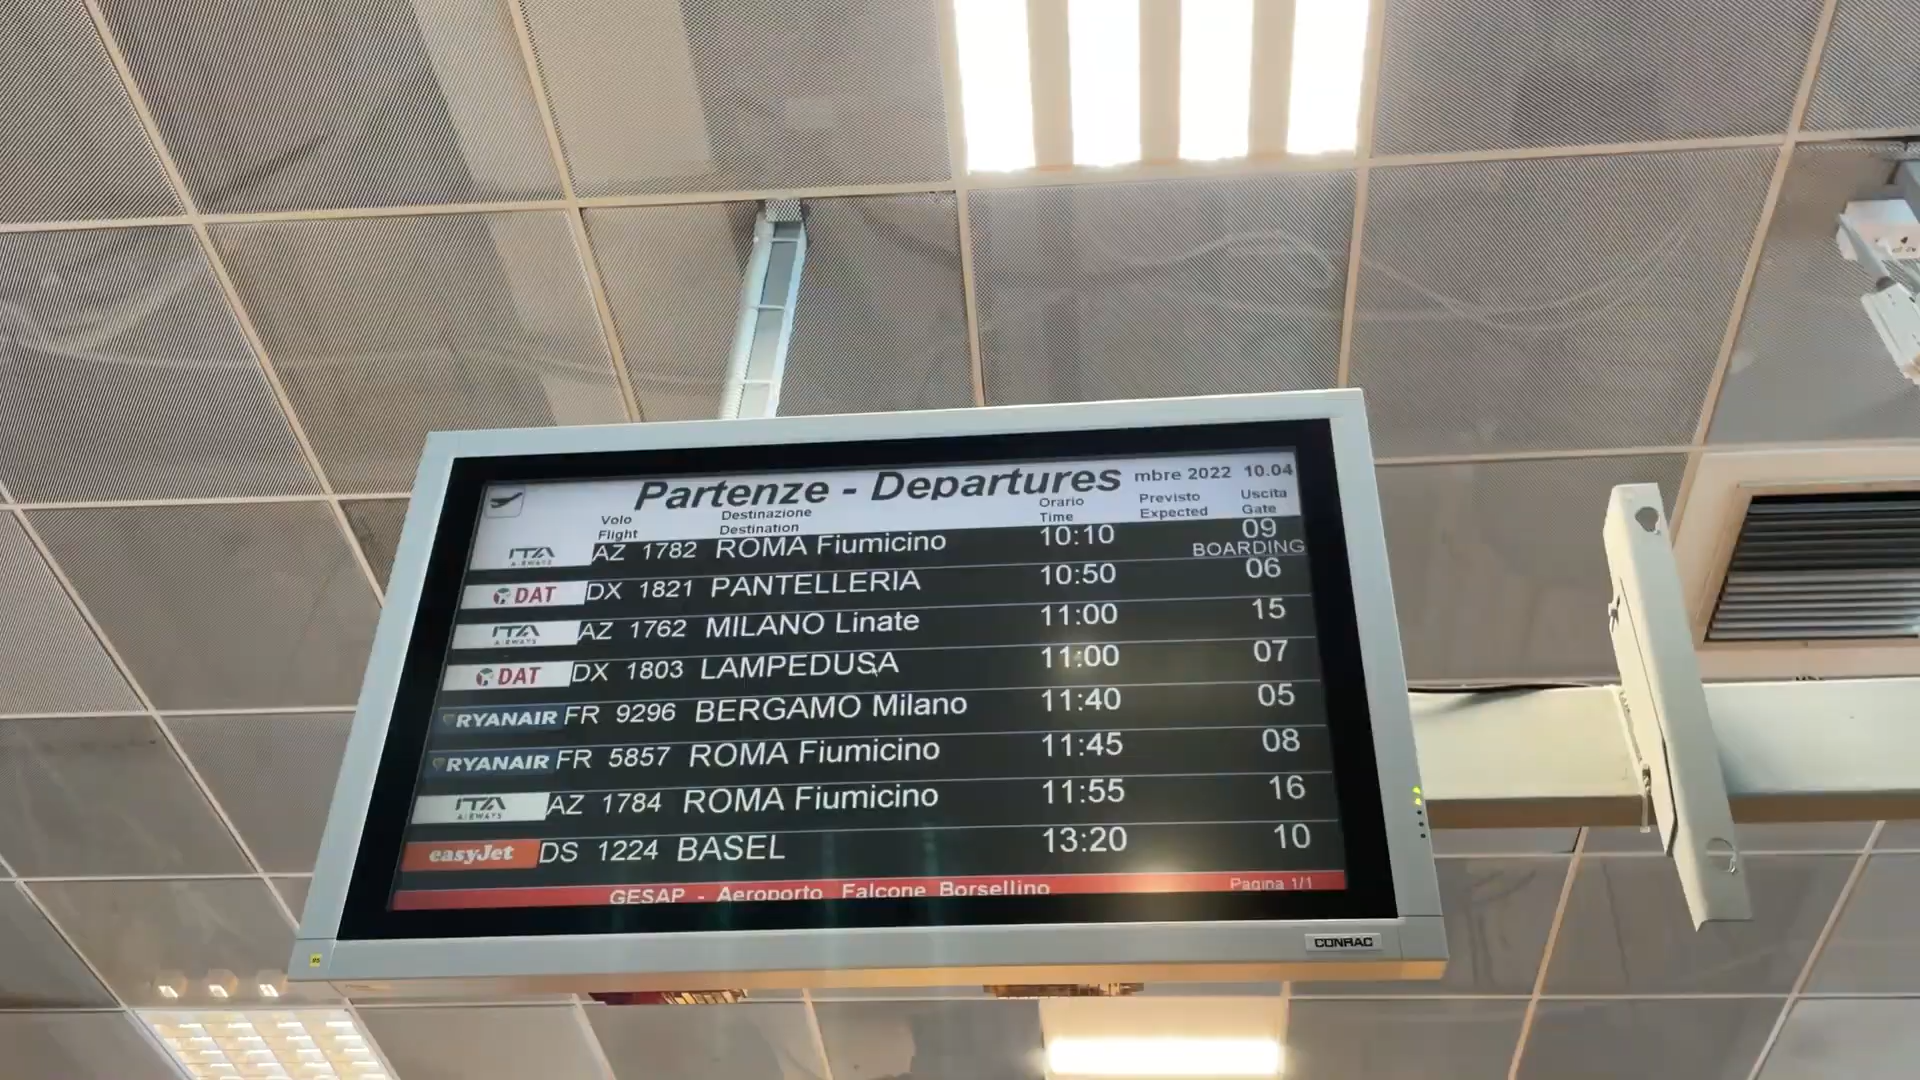 Partenze - Departures mbre 2022 10.04
Volo Destinazione Orario Previsto Uscita
Flight Destination Time Expected Gate
ITA AIRWAYS AZ 1782 ROMA Fiumicino 10:10 09
BOARDING
DAT DX 1821 PANTELLERIA 10:50 06
ITA AIRWAYS AZ 1762 MILANO Linate 11:00 15
DAT DX 1803 LAMPEDUSA 11:00 07
RYANAIR FR 9296 BERGAMO Milano 11:40 05
RYANAIR FR 5857 ROMA Fiumicino 11:45 08
ITA AIRWAYS AZ 1784 ROMA Fiumicino 11:55 16
easyJet DS 1224 BASEL 13:20 10
GESAP - Aeroporto Falcone Borsellino Pagina 1/1
CONRAC